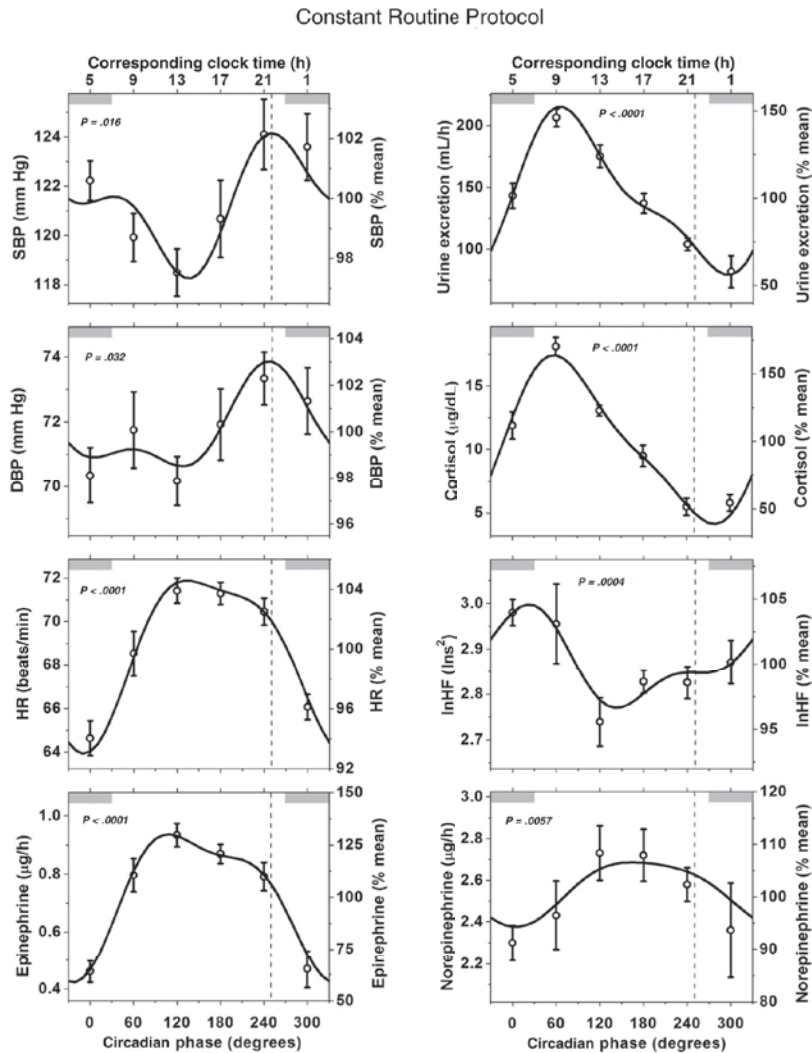 Constant Routine Protocol
Corresponding clock time (h)
5 9 13 17 21 1
P = .016
SBP (mm Hg)
124
121
120
118
SBP (% mean)
102
100
98
Corresponding clock time (h)
5 9 13 17 21 1
P < .0001
Urine excretion (mL/h)
200
150
100
Urine excretion (% mean)
150
100
50
P = .032
DBP (mm Hg)
74
72
70
DBP (% mean)
104
102
100
98
96
P < .0001
Cortisol (µg/dL)
15
10
5
Cortisol (% mean)
150
100
50
P < .0001
HR (beats/min)
72
70
68
66
64
HR (% mean)
104
100
96
92
P = .0004
lnHF (lns²)
3.0
2.9
2.8
2.7
lnHF (% mean)
105
100
95
P < .0001
Epinephrine (µg/h)
1.0
0.8
0.6
0.4
Epinephrine (% mean)
150
130
110
75
50
0 60 120 180 240 300
Circadian phase (degrees)
P = .0057
Norepinephrine (µg/h)
3.0
2.8
2.6
2.4
2.2
Norepinephrine (% mean)
120
110
100
90
80
0 60 120 180 240 300
Circadian phase (degrees)